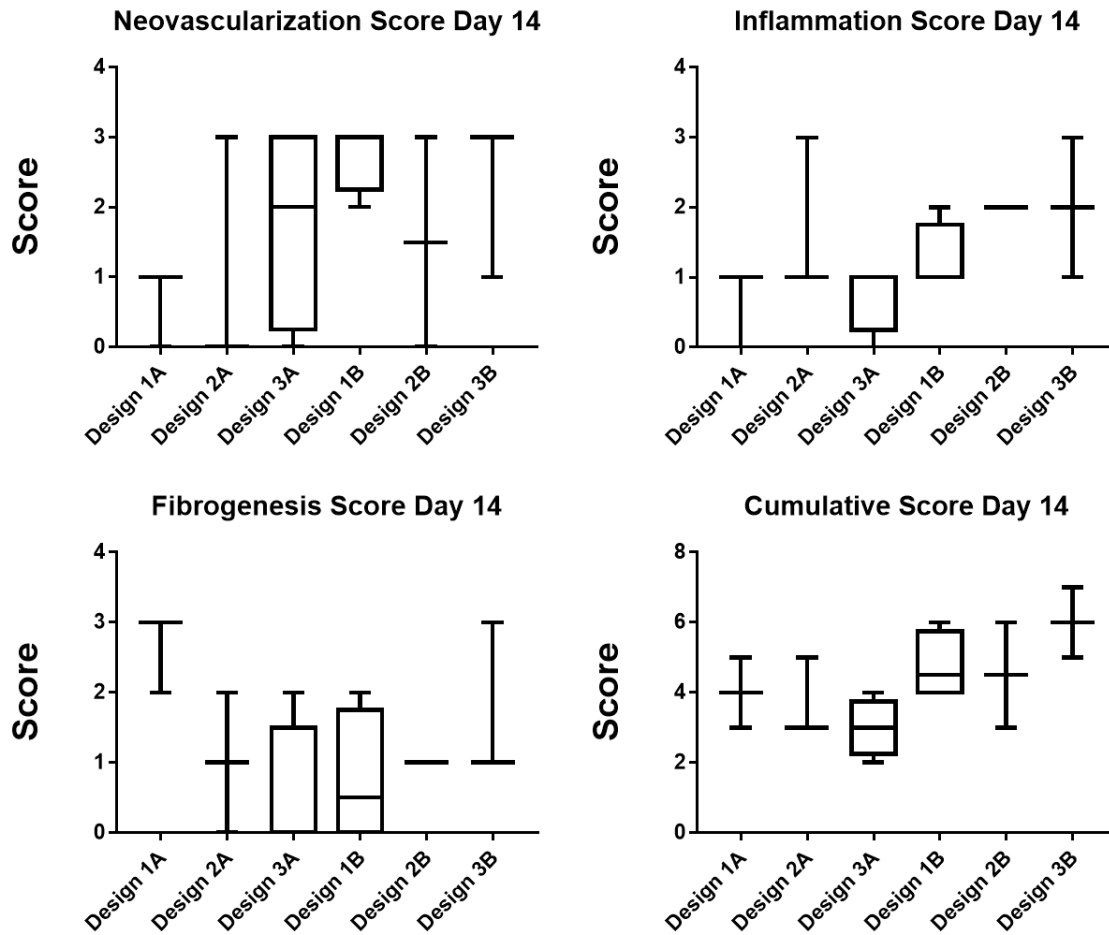 Neovascularization Score Day 14
4
3
2
1
0
Score
Design 1A
Design 2A
Design 3A
Design 1B
Design 2B
Design 3B
Inflammation Score Day 14
4
3
2
1
0
Score
Design 1A
Design 2A
Design 3A
Design 1B
Design 2B
Design 3B
Fibrogenesis Score Day 14
4
3
2
1
0
Score
Design 1A
Design 2A
Design 3A
Design 1B
Design 2B
Design 3B
Cumulative Score Day 14
8
6
4
2
0
Score
Design 1A
Design 2A
Design 3A
Design 1B
Design 2B
Design 3B